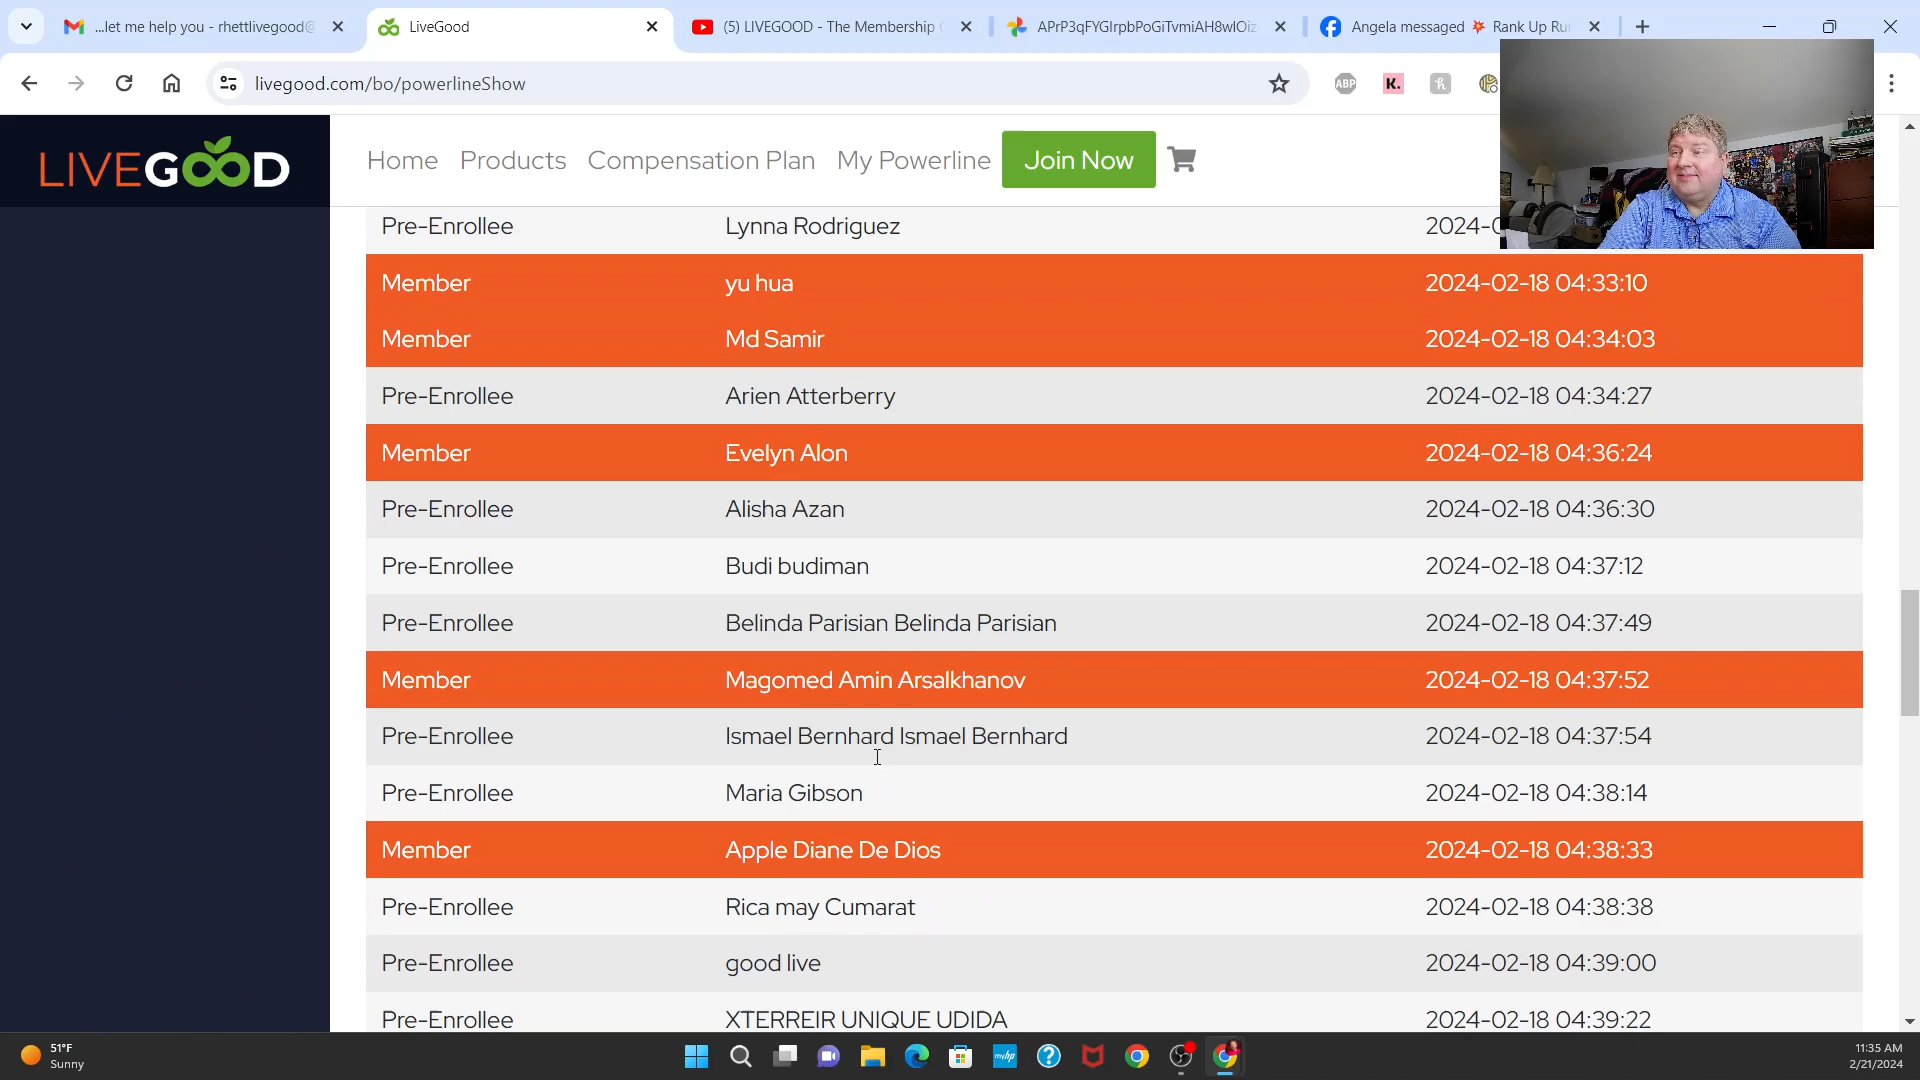 ...let me help you - rhettlivegood@
LiveGood
(5) LIVEGOOD - The Membership
APrP3qFYGIrpbPoGiTvmiAH8wlOiz
Angela messaged 💥 Rank Up Ru
livegood.com/bo/powerlineShow
ABP
K.
h
LIVEGOOD
Home
Products
Compensation Plan
My Powerline
Join Now
Pre-Enrollee Lynna Rodriguez 2024-0
Member yu hua 2024-02-18 04:33:10
Member Md Samir 2024-02-18 04:34:03
Pre-Enrollee Arien Atterberry 2024-02-18 04:34:27
Member Evelyn Alon 2024-02-18 04:36:24
Pre-Enrollee Alisha Azan 2024-02-18 04:36:30
Pre-Enrollee Budi budiman 2024-02-18 04:37:12
Pre-Enrollee Belinda Parisian Belinda Parisian 2024-02-18 04:37:49
Member Magomed Amin Arsalkhanov 2024-02-18 04:37:52
Pre-Enrollee Ismael Bernhard Ismael Bernhard 2024-02-18 04:37:54
Pre-Enrollee Maria Gibson 2024-02-18 04:38:14
Member Apple Diane De Dios 2024-02-18 04:38:33
Pre-Enrollee Rica may Cumarat 2024-02-18 04:38:38
Pre-Enrollee good live 2024-02-18 04:39:00
Pre-Enrollee XTERREIR UNIQUE UDIDA 2024-02-18 04:39:22
51°F
Sunny
myhp
11:35 AM
2/21/2024